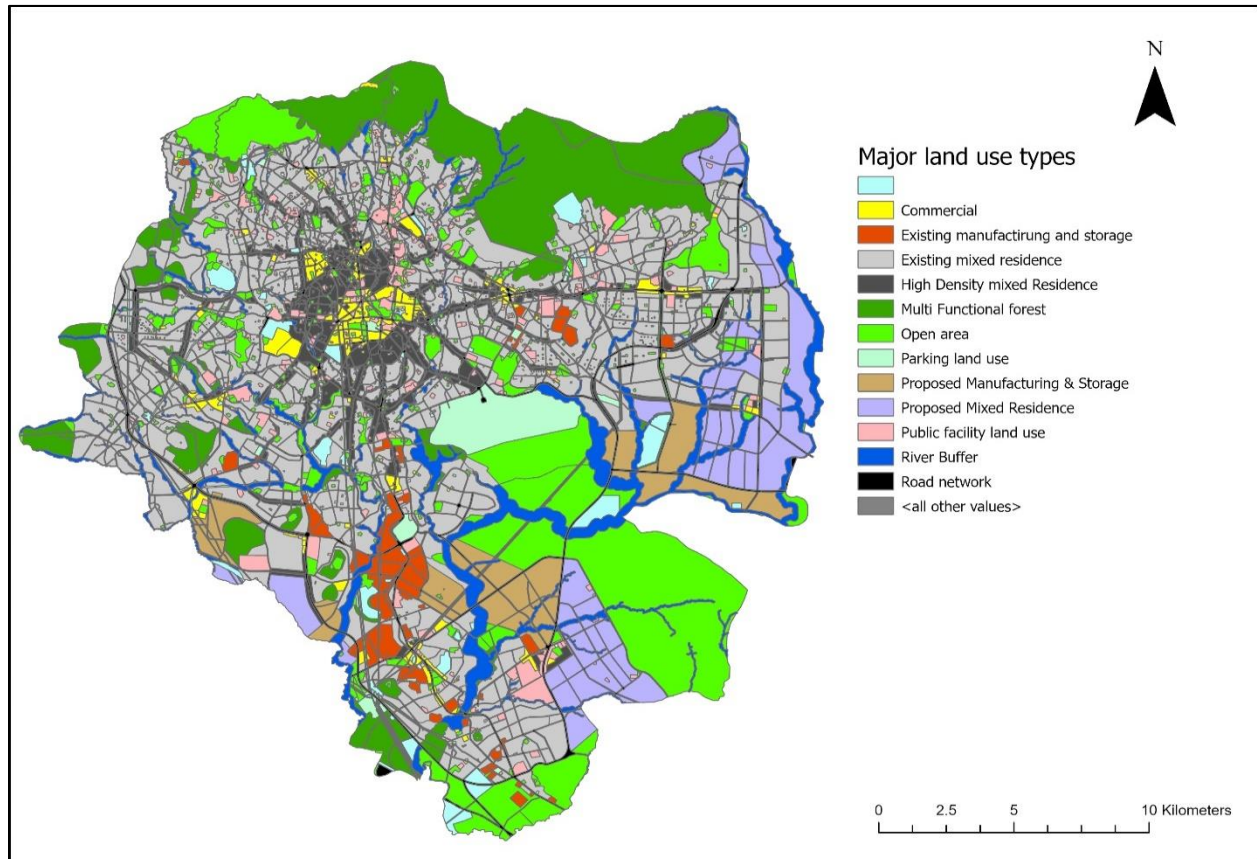 N
Major land use types
Commercial
Existing manufactirung and storage
Existing mixed residence
High Density mixed Residence
Multi Functional forest
Open area
Parking land use
Proposed Manufacturing & Storage
Proposed Mixed Residence
Public facility land use
River Buffer
Road network
<all other values>
0 2.5 5 10 Kilometers